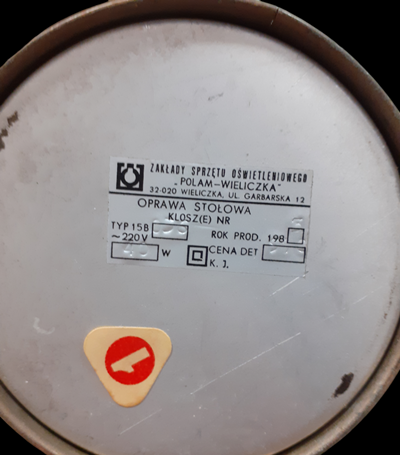 ZAKŁADY SPRZĘTU OŚWIETLENIOWEGO
„POLAM-WIELICZKA"
32-020 WIELICZKA, UL. GARBARSKA 12
OPRAWA STOŁOWA
KLOSZ(E) NR
TYP 15B ROK PROD. 198
~220V CENA DET
W K. J.